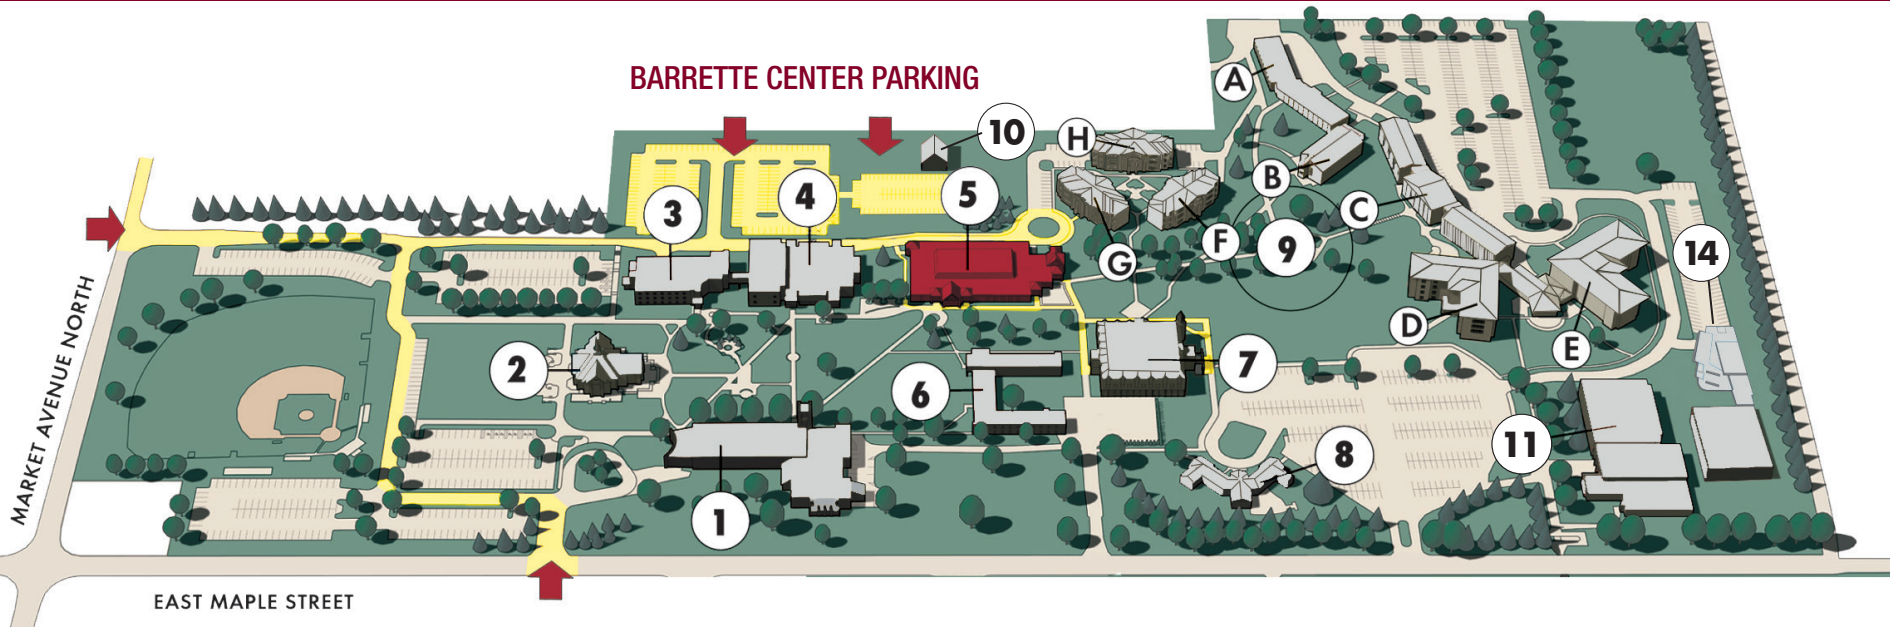 BARRETTE CENTER PARKING
A
10
H
B
3
4
5
C
F
G
9
14
D
E
2
7
6
11
8
1
MARKET AVENUE NORTH
EAST MAPLE STREET